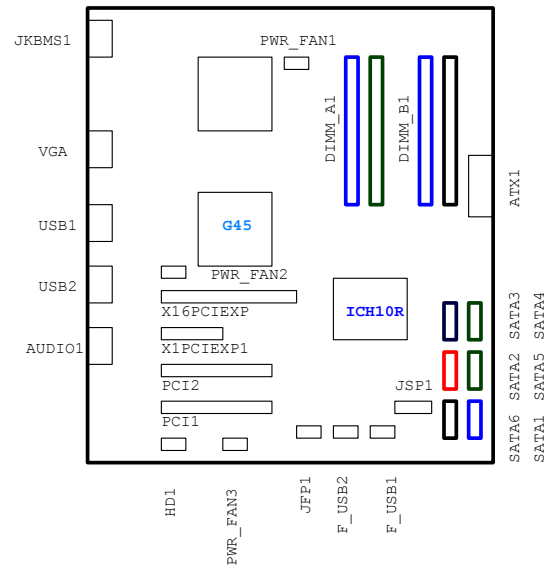 JKBMS1
PWR_FAN1
DIMM_A1
DIMM_B1
VGA
ATX1
USB1
G45
PWR_FAN2
USB2
ICH10R
X16PCIEXP
SATA3
SATA4
AUDIO1
X1PCIEXP1
SATA2
SATA5
PCI2
JSP1
PCI1
SATA6
SATA1
HD1
PWR_FAN3
JFP1
F_USB2
F_USB1